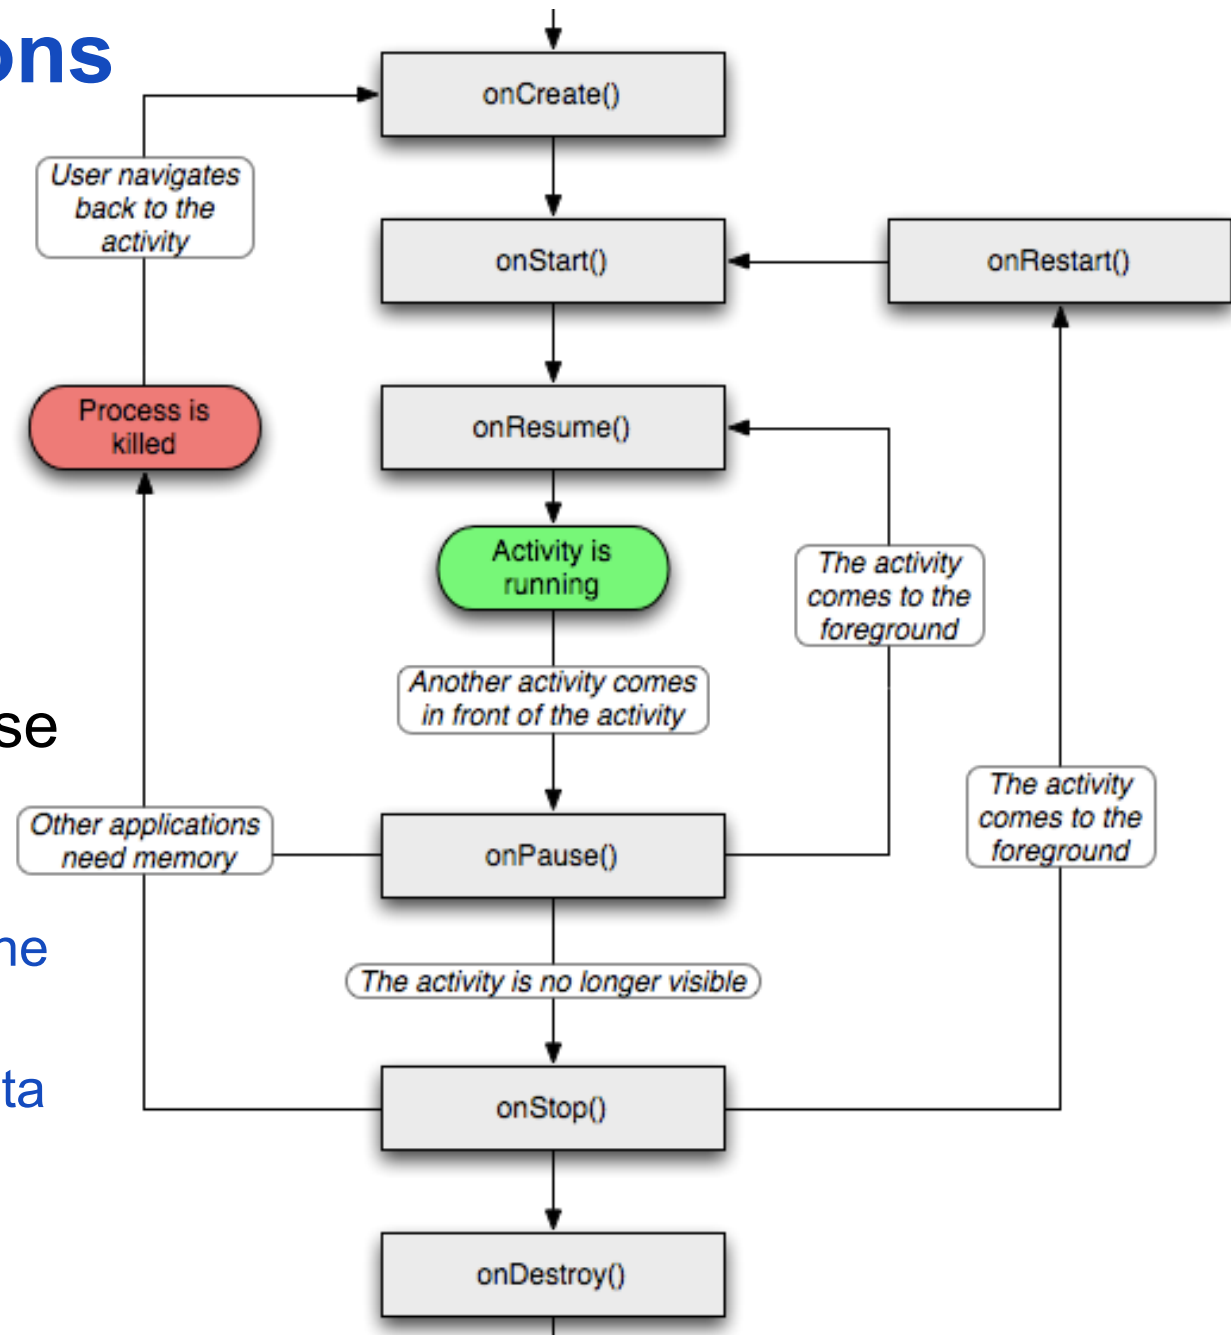 ons
onCreate()
User navigates
back to the
activity
onStart()
onRestart()
Process is
killed
onResume()
Activity is
running
The activity
comes to the
foreground
Another activity comes
in front of the activity
se
The activity
comes to the
foreground
Other applications
need memory
onPause()
ne
The activity is no longer visible
ta
onStop()
onDestroy()